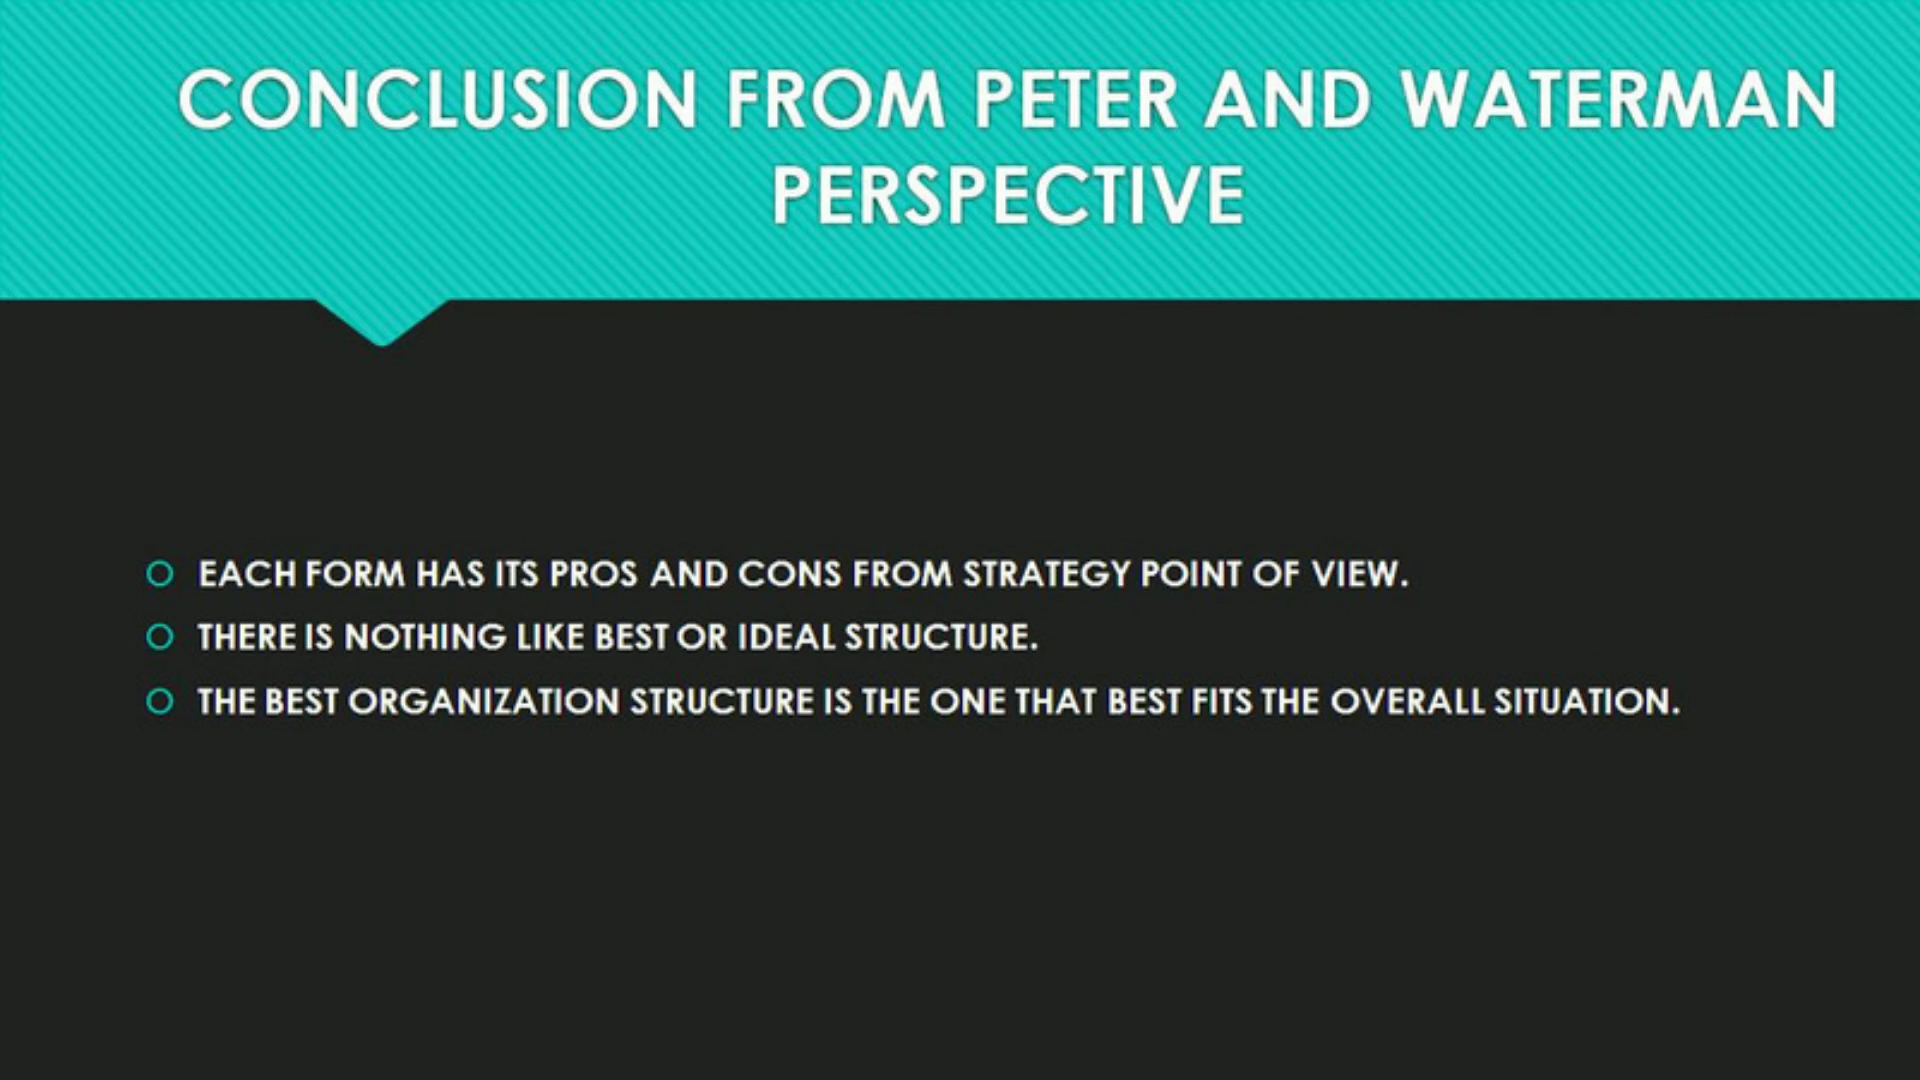 CONCLUSION FROM PETER AND WATERMAN
PERSPECTIVE
EACH FORM HAS ITS PROS AND CONS FROM STRATEGY POINT OF VIEW.
THERE IS NOTHING LIKE BEST OR IDEAL STRUCTURE.
THE BEST ORGANIZATION STRUCTURE IS THE ONE THAT BEST FITS THE OVERALL SITUATION.